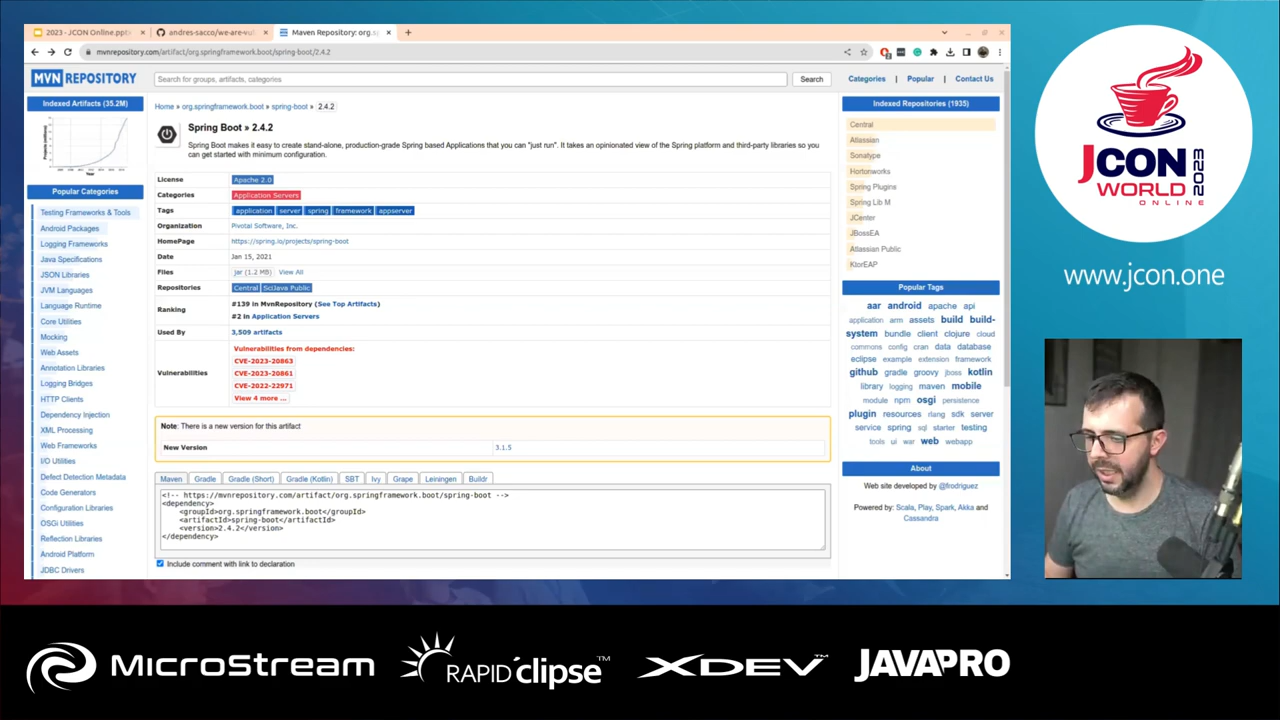 2023 - JCON Online.pptx
andres-sacco/we-are-vul
Maven Repository: org.s
mvnrepository.com/artifact/org.springframework.boot/spring-boot/2.4.2
MVN REPOSITORY
Search for groups, artifacts, categories
Search
Categories | Popular | Contact Us
Indexed Artifacts (35.2M)
Projects (millions)
Year
Popular Categories
Testing Frameworks & Tools
Android Packages
Logging Frameworks
Java Specifications
JSON Libraries
JVM Languages
Language Runtime
Core Utilities
Mocking
Web Assets
Annotation Libraries
Logging Bridges
HTTP Clients
Dependency Injection
XML Processing
Web Frameworks
I/O Utilities
Defect Detection Metadata
Code Generators
Configuration Libraries
OSGi Utilities
Reflection Libraries
Android Platform
JDBC Drivers
Home » org.springframework.boot » spring-boot » 2.4.2
Spring Boot » 2.4.2
Spring Boot makes it easy to create stand-alone, production-grade Spring based Applications that you can "just run". It takes an opinionated view of the Spring platform and third-party libraries so
you can get started with minimum configuration.
License Apache 2.0
Categories Application Servers
Tags application server spring framework appserver
Organization Pivotal Software, Inc.
HomePage https://spring.io/projects/spring-boot
Date Jan 15, 2021
Files jar (1.2 MB) View All
Repositories Central SciJava Public
Ranking #139 in MvnRepository (See Top Artifacts)
#2 in Application Servers
Used By 3,509 artifacts
Vulnerabilities Vulnerabilities from dependencies:
CVE-2023-20863
CVE-2023-20861
CVE-2022-22971
View 4 more ...
Note: There is a new version for this artifact
New Version 3.1.5
Maven Gradle Gradle (Short) Gradle (Kotlin) SBT Ivy Grape Leiningen Buildr
<!-- https://mvnrepository.com/artifact/org.springframework.boot/spring-boot -->
<dependency>
<groupId>org.springframework.boot</groupId>
<artifactId>spring-boot</artifactId>
<version>2.4.2</version>
</dependency>
Include comment with link to declaration
Indexed Repositories (1935)
Central
Atlassian
Sonatype
Hortonworks
Spring Plugins
Spring Lib M
JCenter
JBossEA
Atlassian Public
KtorEAP
Popular Tags
aar android apache api
application arm assets build build-
system bundle client clojure cloud
commons config cran data database
eclipse example extension framework
github gradle groovy jboss kotlin
library logging maven mobile
module npm osgi persistence
plugin resources rlang sdk server
service spring sql starter testing
tools ui war web webapp
About
Web site developed by @frodriguez
Powered by: Scala, Play, Spark, Akka and
Cassandra
JCON
WORLD
ONLINE
2023
www.jcon.one
MICROSTREAM
RAPID'clipse™
XDEV™
JAVAPRO